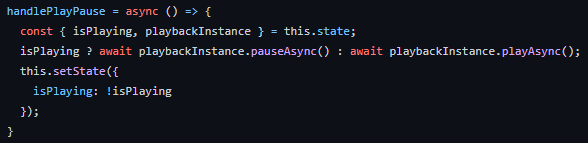 handlePlayPause = async () => {
  const { isPlaying, playbackInstance } = this.state;
  isPlaying ? await playbackInstance.pauseAsync() : await playbackInstance.playAsync();
  this.setState({
    isPlaying: !isPlaying
  });
}